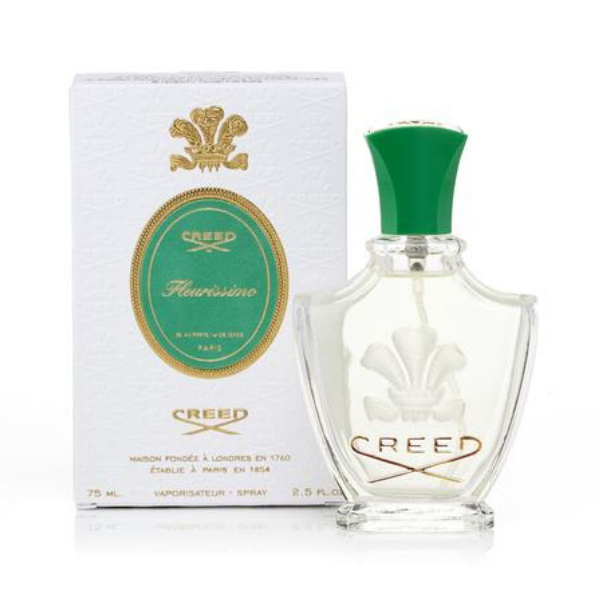 CREED
Fleurissimo
PARIS
CREED
MAISON FONDÉE À LONDRES EN 1760
ÉTABLIE À PARIS EN 1854
75 ML. VAPORISATEUR - SPRAY 2.5 FL.OZ
CREED